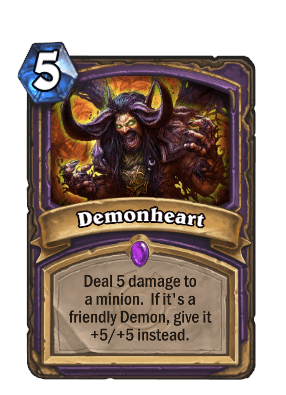 5
Demonheart
Deal 5 damage to
a minion.  If it's a
friendly Demon, give it
+5/+5 instead.